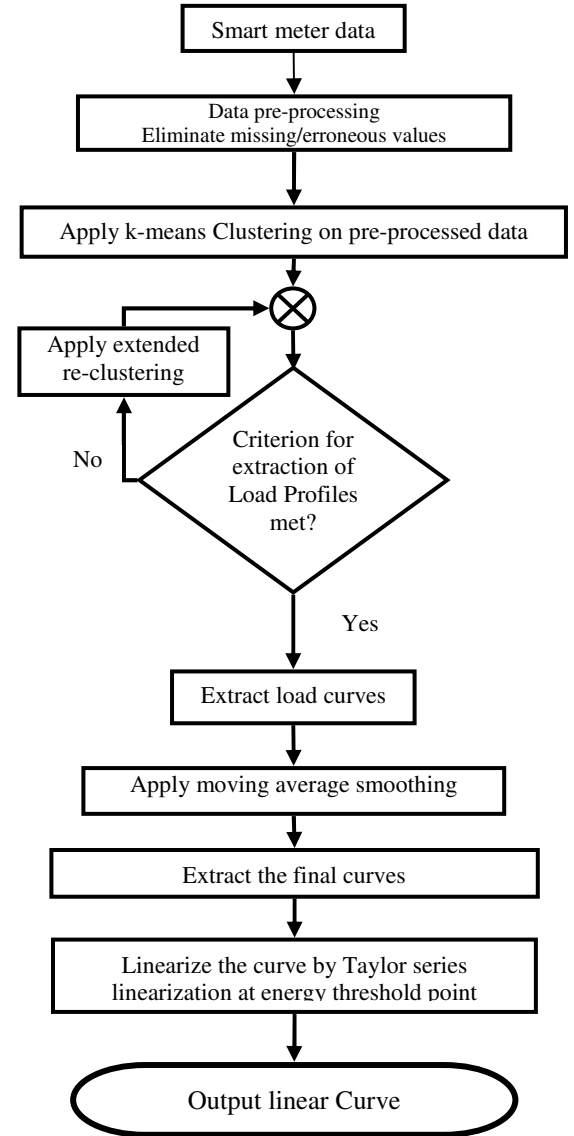 Smart meter data
Data pre-processing
Eliminate missing/erroneous values
Apply k-means Clustering on pre-processed data
Apply extended
re-clustering
No
Criterion for
extraction of
Load Profiles
met?
Yes
Extract load curves
Apply moving average smoothing
Extract the final curves
Linearize the curve by Taylor series
linearization at energy threshold point
Output linear Curve